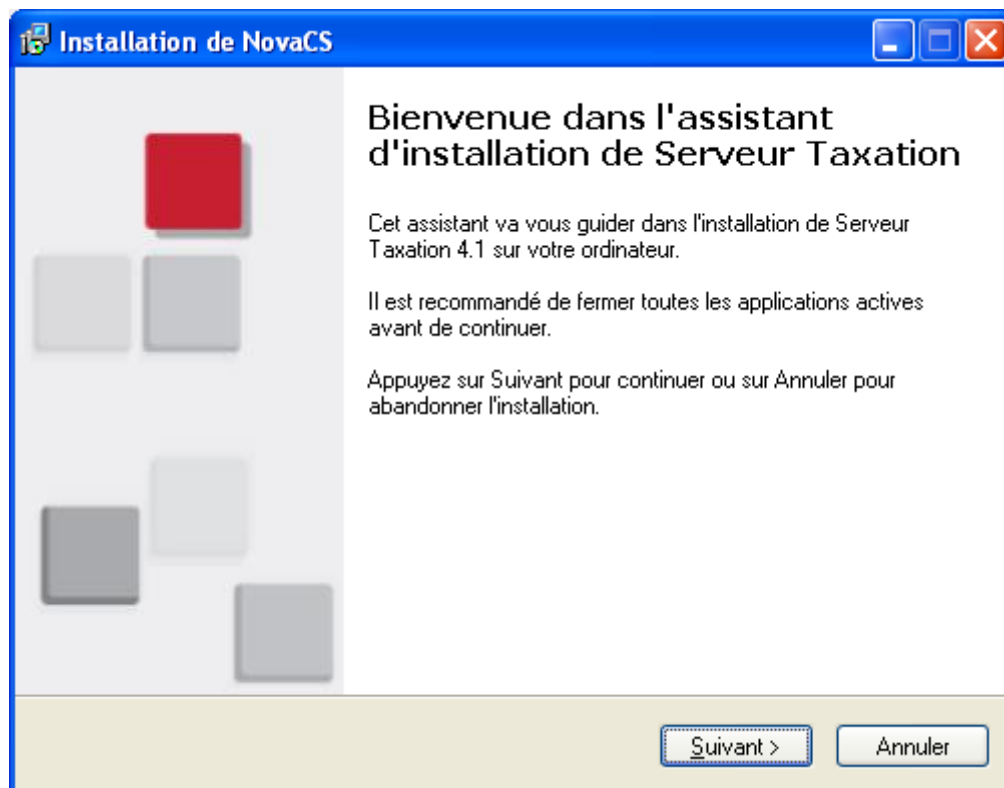 Installation de NovaCS
Bienvenue dans l'assistant
d'installation de Serveur Taxation
Cet assistant va vous guider dans l'installation de Serveur
Taxation 4.1 sur votre ordinateur.
Il est recommandé de fermer toutes les applications actives
avant de continuer.
Appuyez sur Suivant pour continuer ou sur Annuler pour
abandonner l'installation.
Suivant >
Annuler